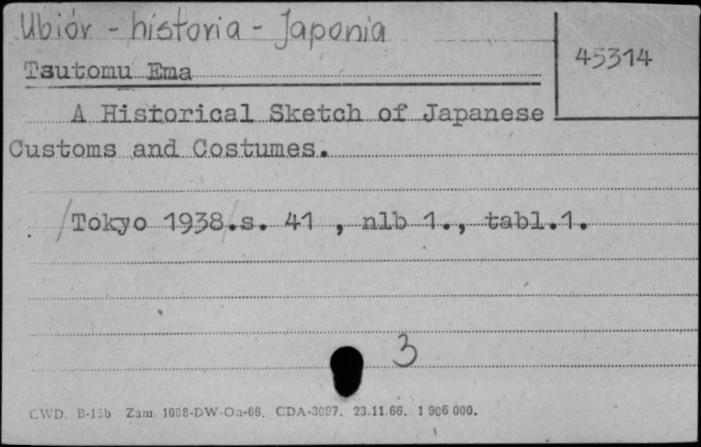 Ubiór - historia - Japonia
45314
Tsutomu Ema
A Historical Sketch of Japanese
Customs and Costumes.
/Tokyo 1938/.s. 41 , nlb 1., tabl.1.
3
CWD. B-15b Zam. 1068-DW-Oa-66. CDA-3097. 23.11.66. 1 906 000.